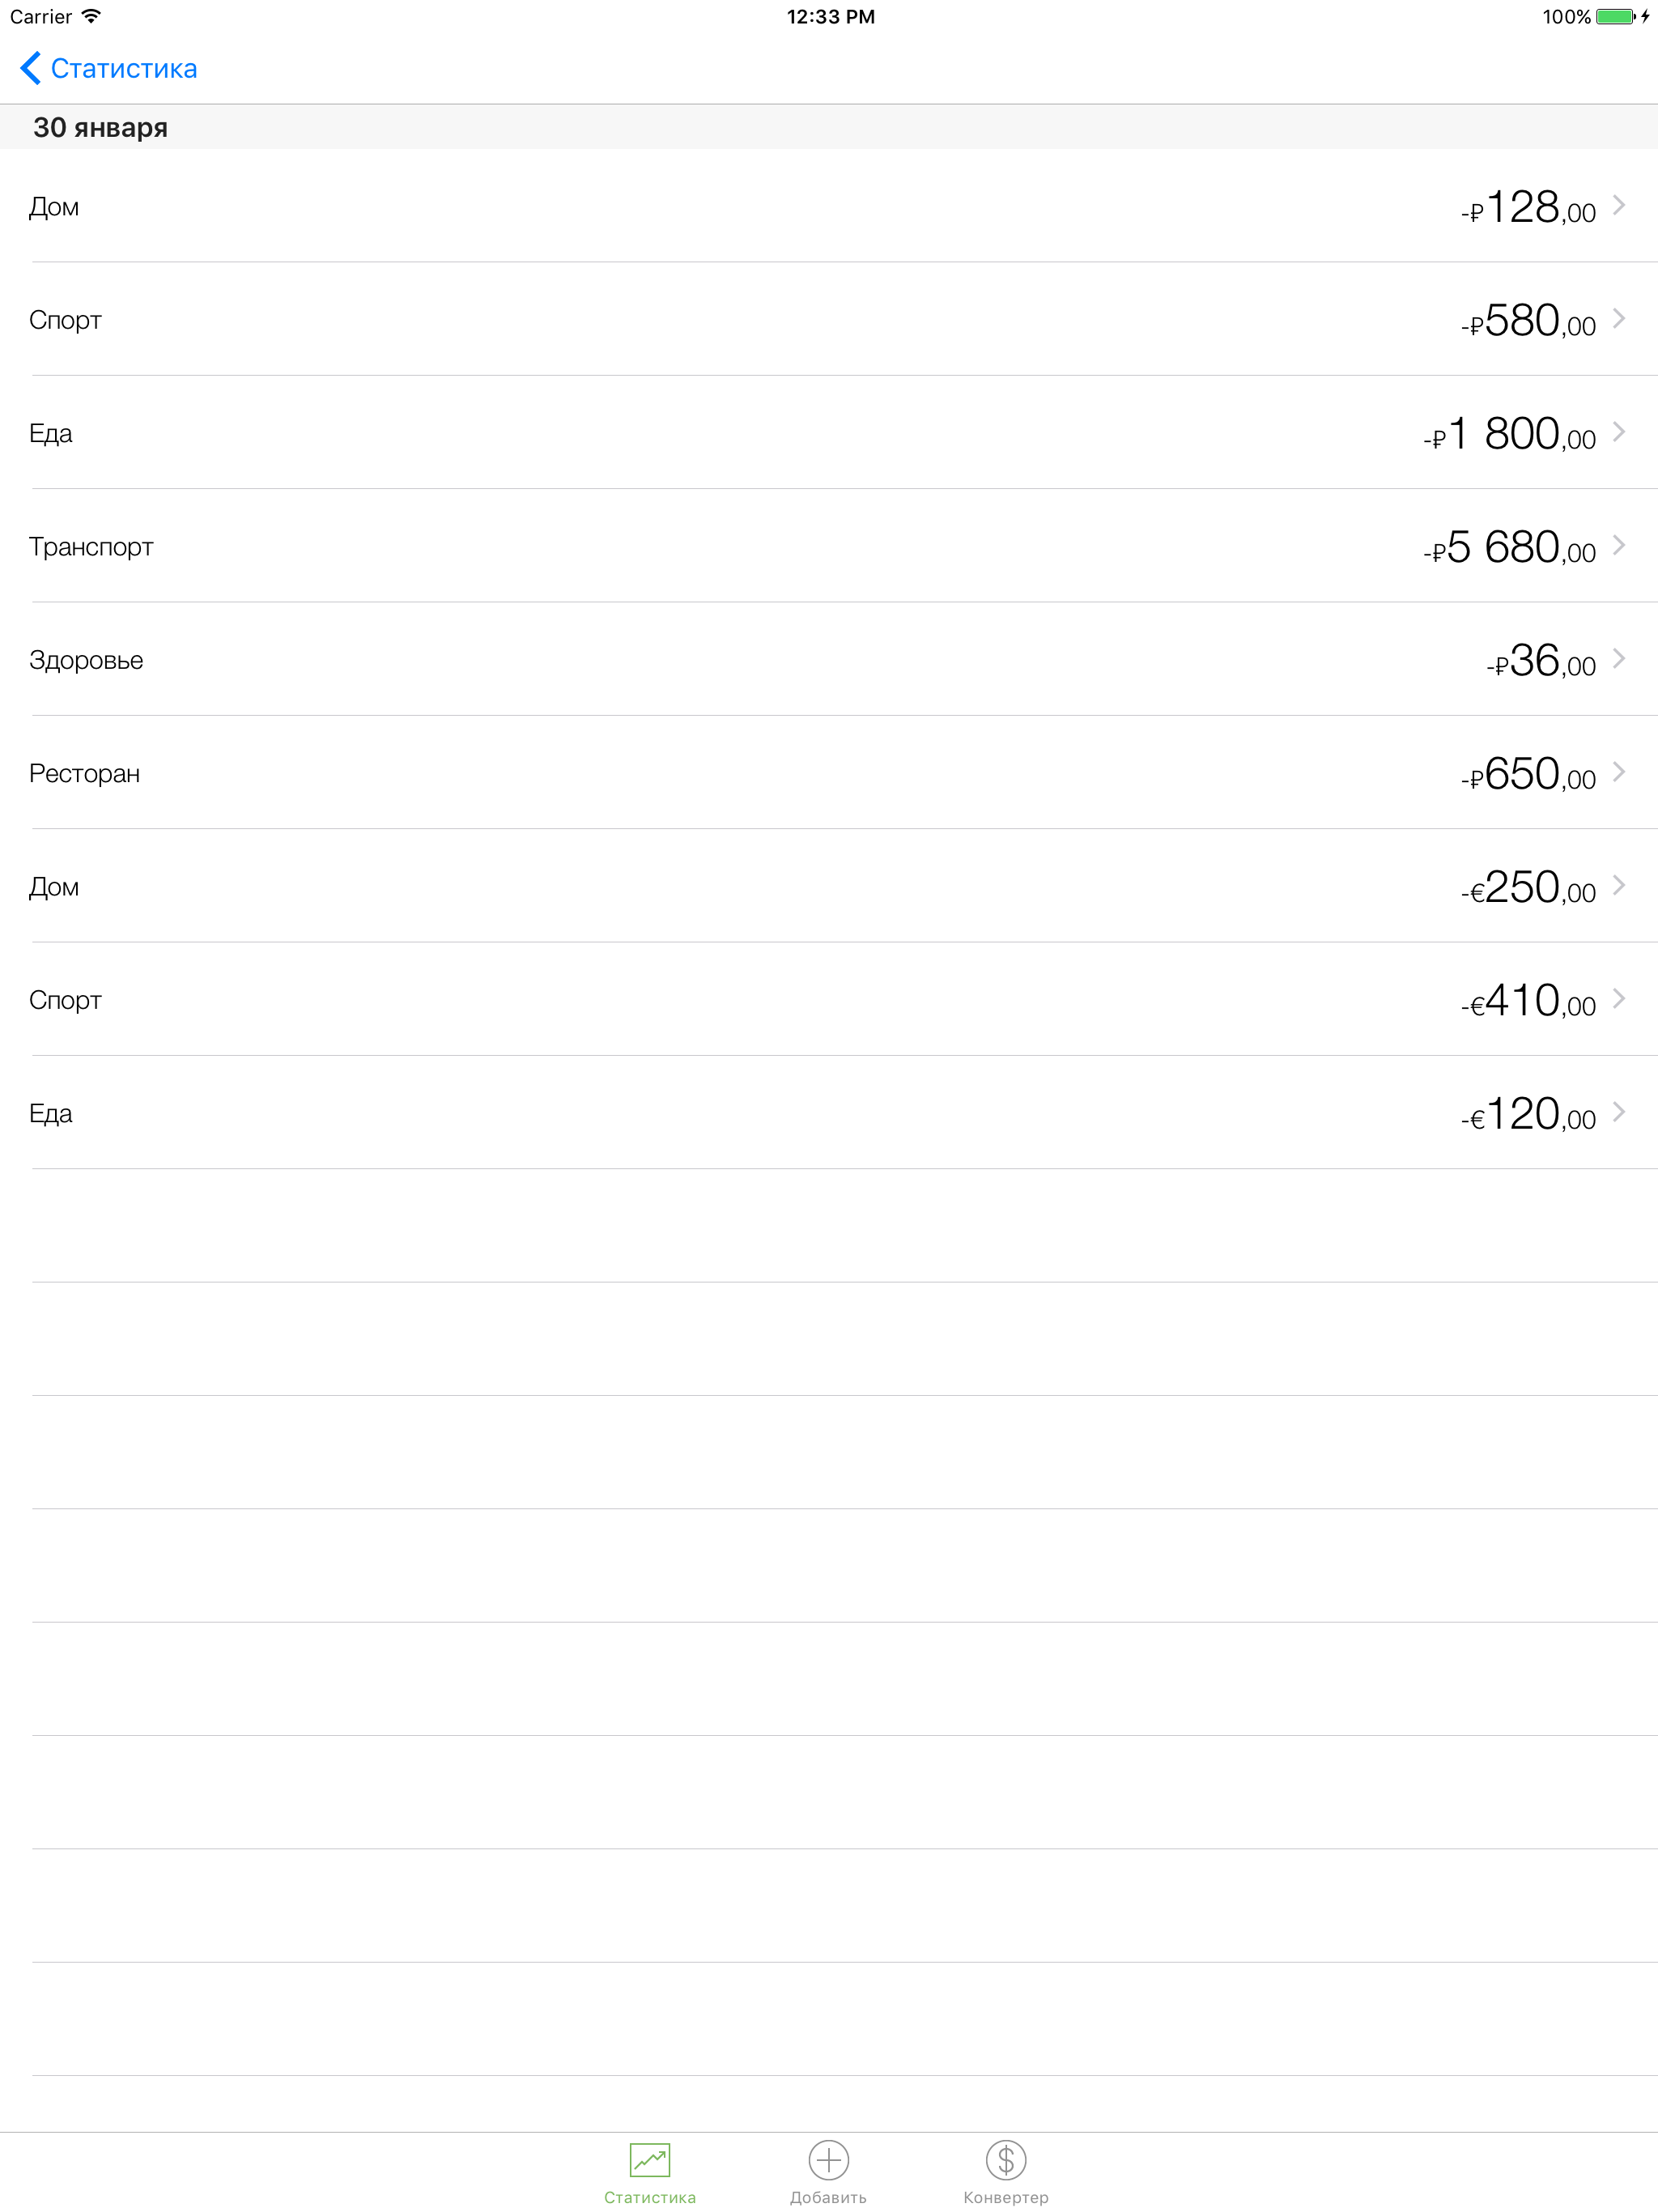 Carrier 12:33 PM 100%
Статистика
30 января
Дом -₽128,00
Спорт -₽580,00
Еда -₽1 800,00
Транспорт -₽5 680,00
Здоровье -₽36,00
Ресторан -₽650,00
Дом -€250,00
Спорт -€410,00
Еда -€120,00
Статистика Добавить Конвертер